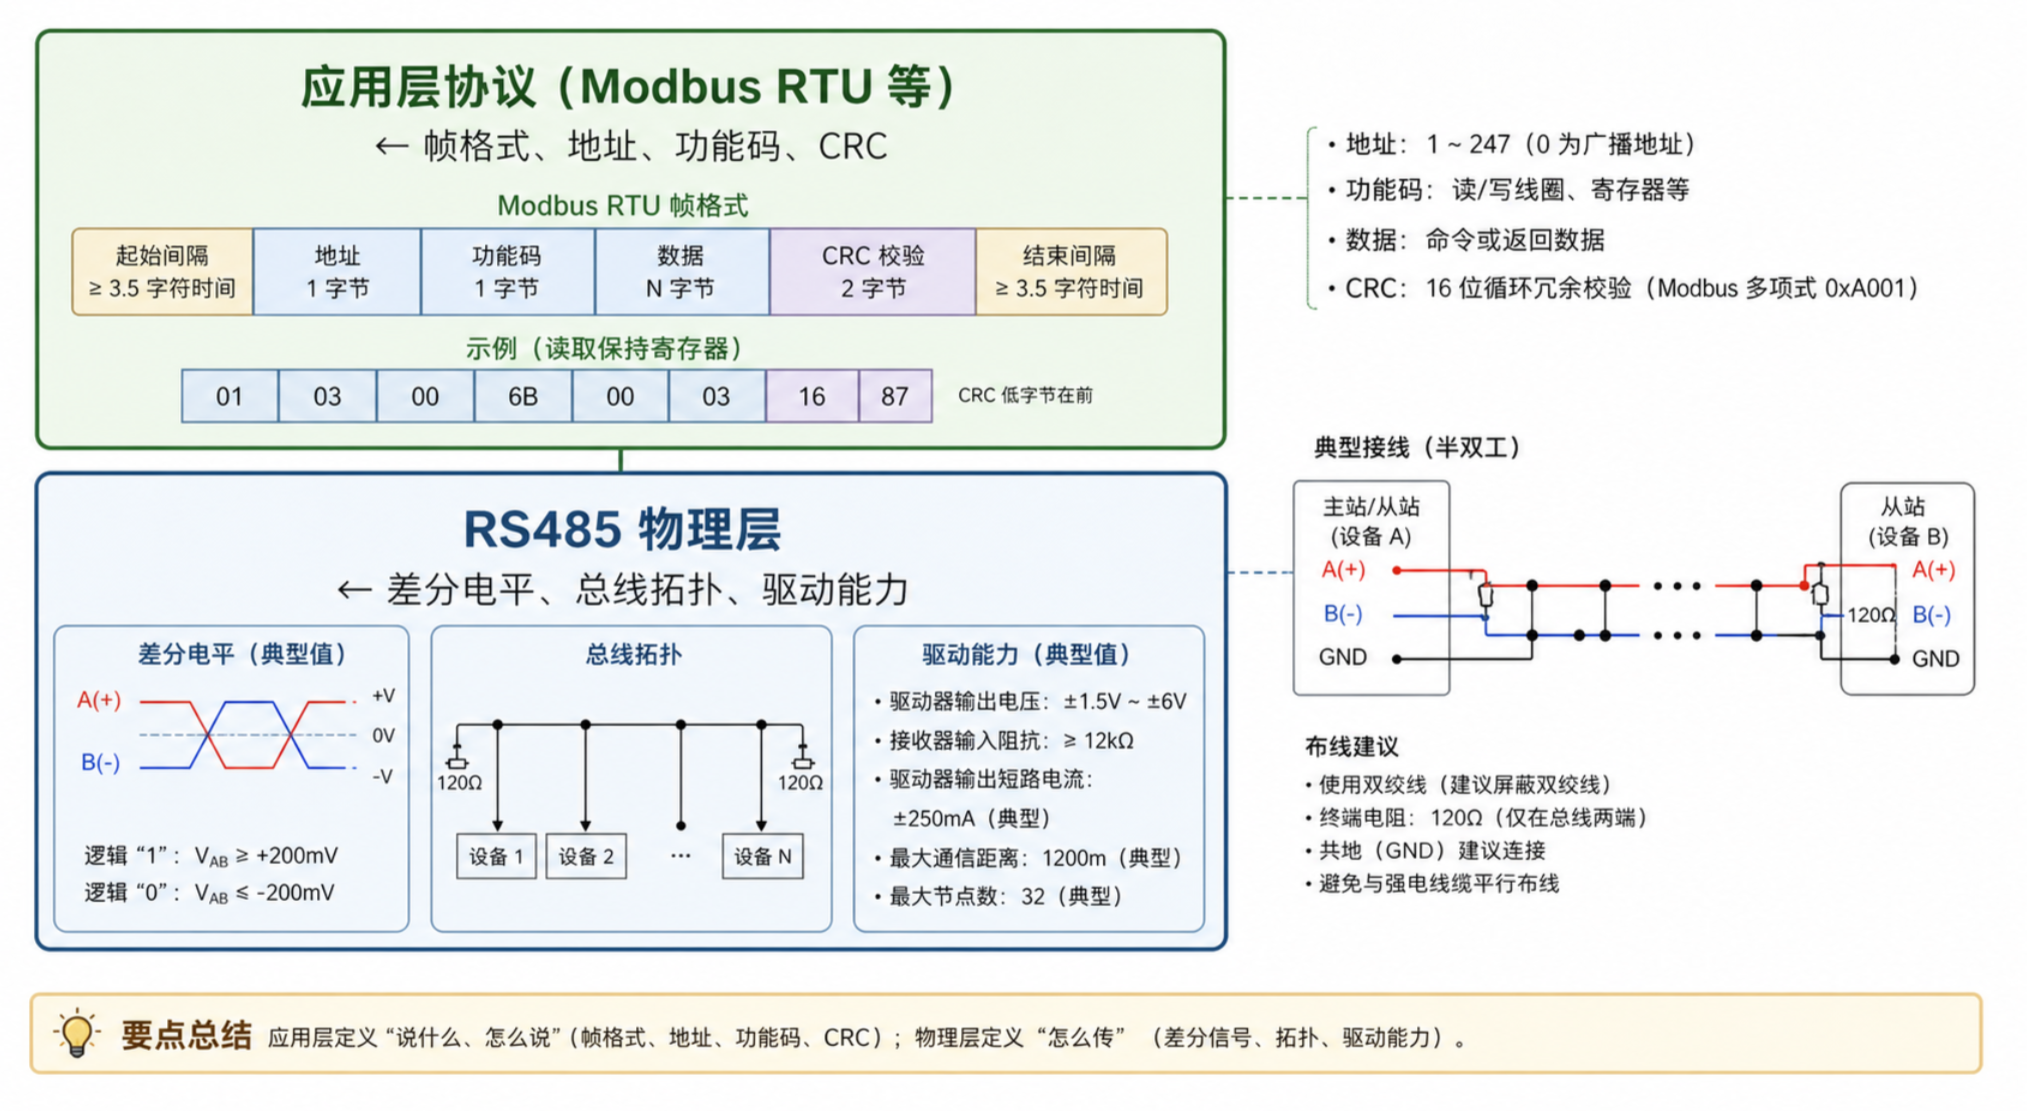 应用层协议（Modbus RTU 等）
← 帧格式、地址、功能码、CRC
Modbus RTU 帧格式
起始间隔 地址 功能码 数据 CRC 校验 结束间隔
≥ 3.5 字符时间 1 字节 1 字节 N 字节 2 字节 ≥ 3.5 字符时间
示例（读取保持寄存器）
01 03 00 6B 00 03 16 87 CRC 低字节在前
• 地址： 1 ~ 247（0 为广播地址）
• 功能码： 读/写线圈、寄存器等
• 数据： 命令或返回数据
• CRC： 16 位循环冗余校验（Modbus 多项式 0xA001）
RS485 物理层
← 差分电平、总线拓扑、驱动能力
差分电平（典型值）
A(+)
B(-)
+V
0V
-V
逻辑 “1”： VAB ≥ +200mV
逻辑 “0”： VAB ≤ -200mV
总线拓扑
120Ω 120Ω
设备 1 设备 2 ··· 设备 N
驱动能力（典型值）
• 驱动器输出电压： ±1.5V ~ ±6V
• 接收器输入阻抗： ≥ 12kΩ
• 驱动器输出短路电流：
±250mA（典型）
• 最大通信距离： 1200m（典型）
• 最大节点数： 32（典型）
典型接线（半双工）
主站/从站
(设备 A)
A(+)
B(-)
GND
从站
(设备 B)
A(+)
120Ω B(-)
GND
布线建议
• 使用双绞线（建议屏蔽双绞线）
• 终端电阻： 120Ω（仅在总线两端）
• 共地（GND）建议连接
• 避免与强电线缆平行布线
要点总结 应用层定义 “说什么、怎么说”（帧格式、地址、功能码、CRC）；物理层定义 “怎么传” （差分信号、拓扑、驱动能力）。